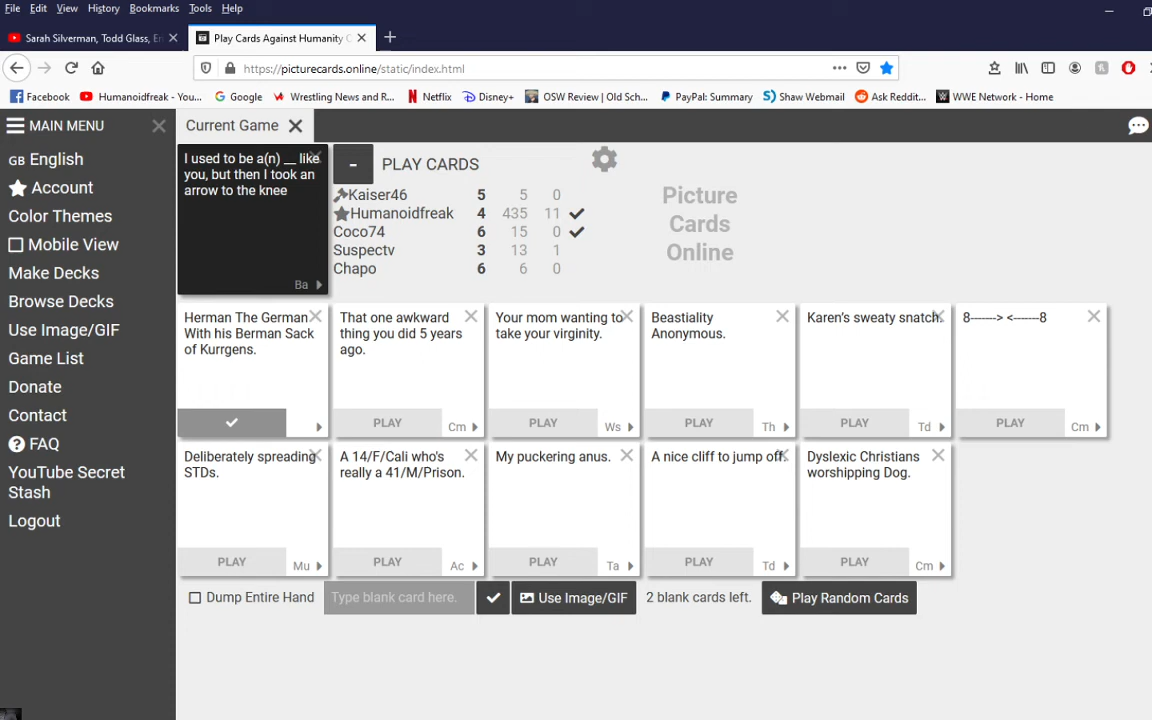 File Edit View History Bookmarks Tools Help
Sarah Silverman, Todd Glass, Er
Play Cards Against Humanity O
https://picturecards.online/static/index.html
Facebook
Humanoidfreak - You...
Google
Wrestling News and R...
Netflix
Disney+
OSW Review | Old Sch...
PayPal: Summary
Shaw Webmail
Ask Reddit...
WWE Network - Home
MAIN MENU
GB English
Account
Color Themes
Mobile View
Make Decks
Browse Decks
Use Image/GIF
Game List
Donate
Contact
FAQ
YouTube Secret
Stash
Logout
Current Game
I used to be a(n) __ like
you, but then I took an
arrow to the knee
Ba
-
PLAY CARDS
Kaiser46 5 5 0
Humanoidfreak 4 435 11
Coco74 6 15 0
Suspectv 3 13 1
Chapo 6 6 0
Picture
Cards
Online
Herman The German
With his Berman Sack
of Kurrgens.
That one awkward
thing you did 5 years
ago.
PLAY
Cm
Your mom wanting to
take your virginity.
PLAY
Ws
Beastiality
Anonymous.
PLAY
Th
Karen's sweaty snatch.
PLAY
Td
8------> <------8
PLAY
Cm
Deliberately spreading
STDs.
PLAY
Mu
A 14/F/Cali who's
really a 41/M/Prison.
PLAY
Ac
My puckering anus.
PLAY
Ta
A nice cliff to jump off.
PLAY
Td
Dyslexic Christians
worshipping Dog.
PLAY
Cm
Dump Entire Hand
Type blank card here.
Use Image/GIF
2 blank cards left.
Play Random Cards